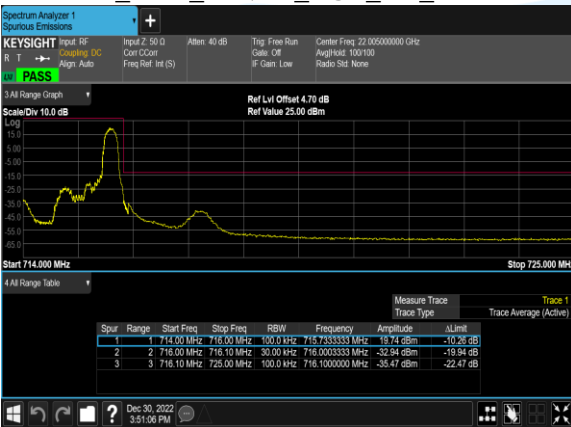 Spectrum Analyzer 1
Spurious Emissions
KEYSIGHT Input: RF Input Z: 50 Ω Atten: 40 dB Trig: Free Run Center Freq: 22.005000000 GHz
R T Coupling: DC Corr CCorr Gate: Off Avg|Hold: 100/100
Align: Auto Freq Ref: Int (S) IF Gain: Low Radio Std: None
PASS
3 All Range Graph
Ref Lvl Offset 4.70 dB
Scale/Div 10.0 dB Ref Value 25.00 dBm
Log
15.0
5.00
-5.00
-15.0
-25.0
-35.0
-45.0
-55.0
-65.0
Start 714.000 MHz Stop 725.000 MH
4 All Range Table
Measure Trace Trace 1
Trace Type Trace Average (Active)
Spur Range Start Freq Stop Freq RBW Frequency Amplitude ΔLimit
1 1 714.00 MHz 716.00 MHz 100.0 kHz 715.7333333 MHz 19.74 dBm -10.26 dB
2 2 716.00 MHz 716.10 MHz 30.00 kHz 716.0003333 MHz -32.94 dBm -19.94 dB
3 3 716.10 MHz 725.00 MHz 100.0 kHz 716.1000000 MHz -35.47 dBm -22.47 dB
? Dec 30, 2022
3:51:06 PM